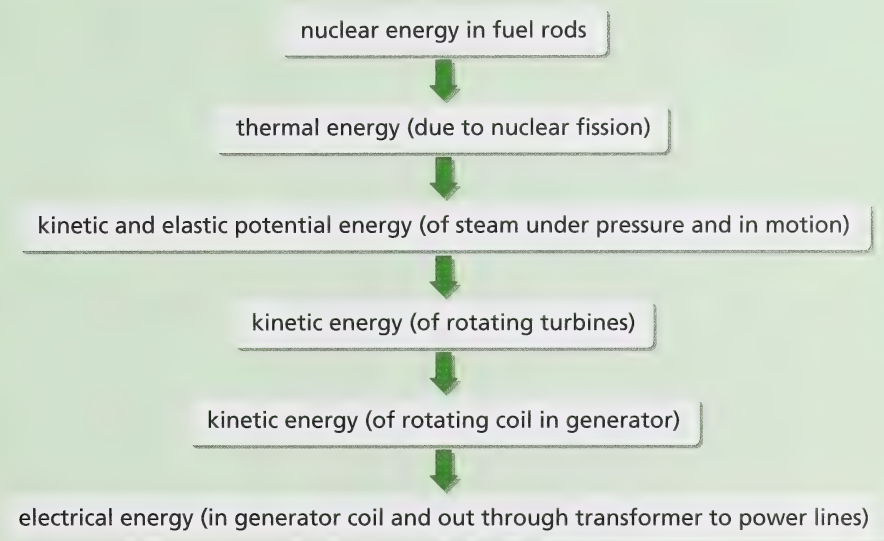 nuclear energy in fuel rods
thermal energy (due to nuclear fission)
kinetic and elastic potential energy (of steam under pressure and in motion)
kinetic energy (of rotating turbines)
kinetic energy (of rotating coil in generator)
electrical energy (in generator coil and out through transformer to power lines)